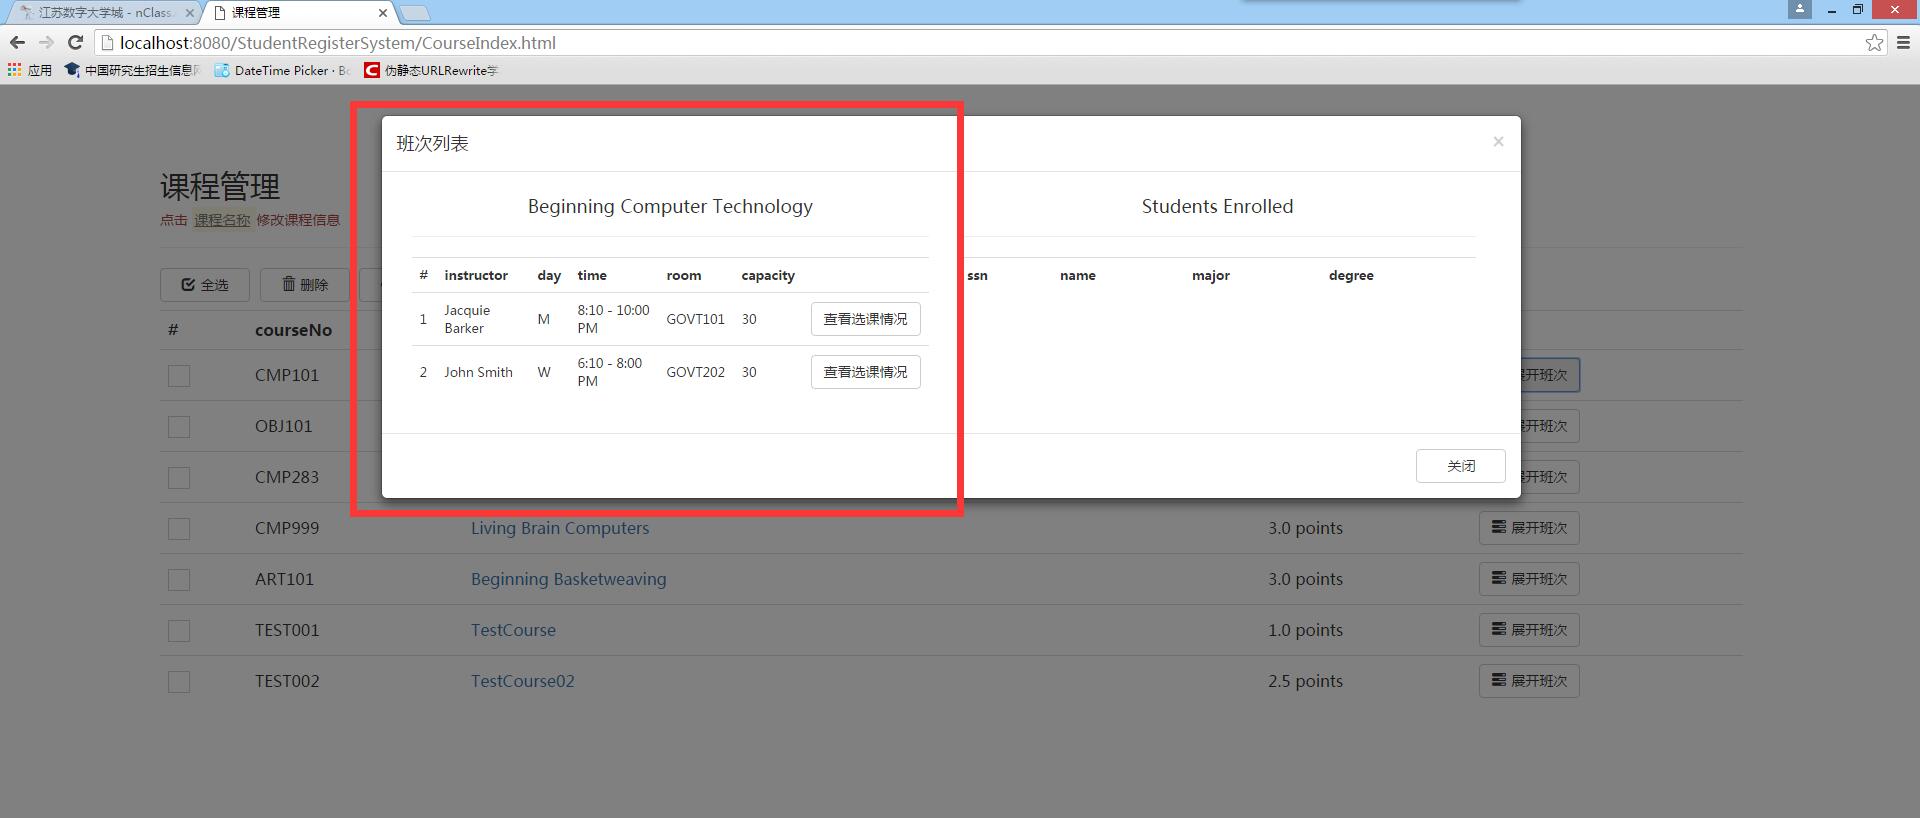 江苏数字大学城 - nClass
课程管理
localhost:8080/StudentRegisterSystem/CourseIndex.html
应用 中国研究生招生信息 DateTime Picker · Bo 伪静态URLRewrite学
班次列表 ×
课程管理
点击 课程名称 修改课程信息
全选 删除
Beginning Computer Technology
# instructor day time room capacity
1 Jacquie Barker M 8:10 - 10:00 PM GOVT101 30 查看选课情况
2 John Smith W 6:10 - 8:00 PM GOVT202 30 查看选课情况
Students Enrolled
ssn name major degree
关闭
# courseNo
CMP101 开班次
OBJ101 开班次
CMP283 开班次
CMP999 Living Brain Computers 3.0 points 展开班次
ART101 Beginning Basketweaving 3.0 points 展开班次
TEST001 TestCourse 1.0 points 展开班次
TEST002 TestCourse02 2.5 points 展开班次